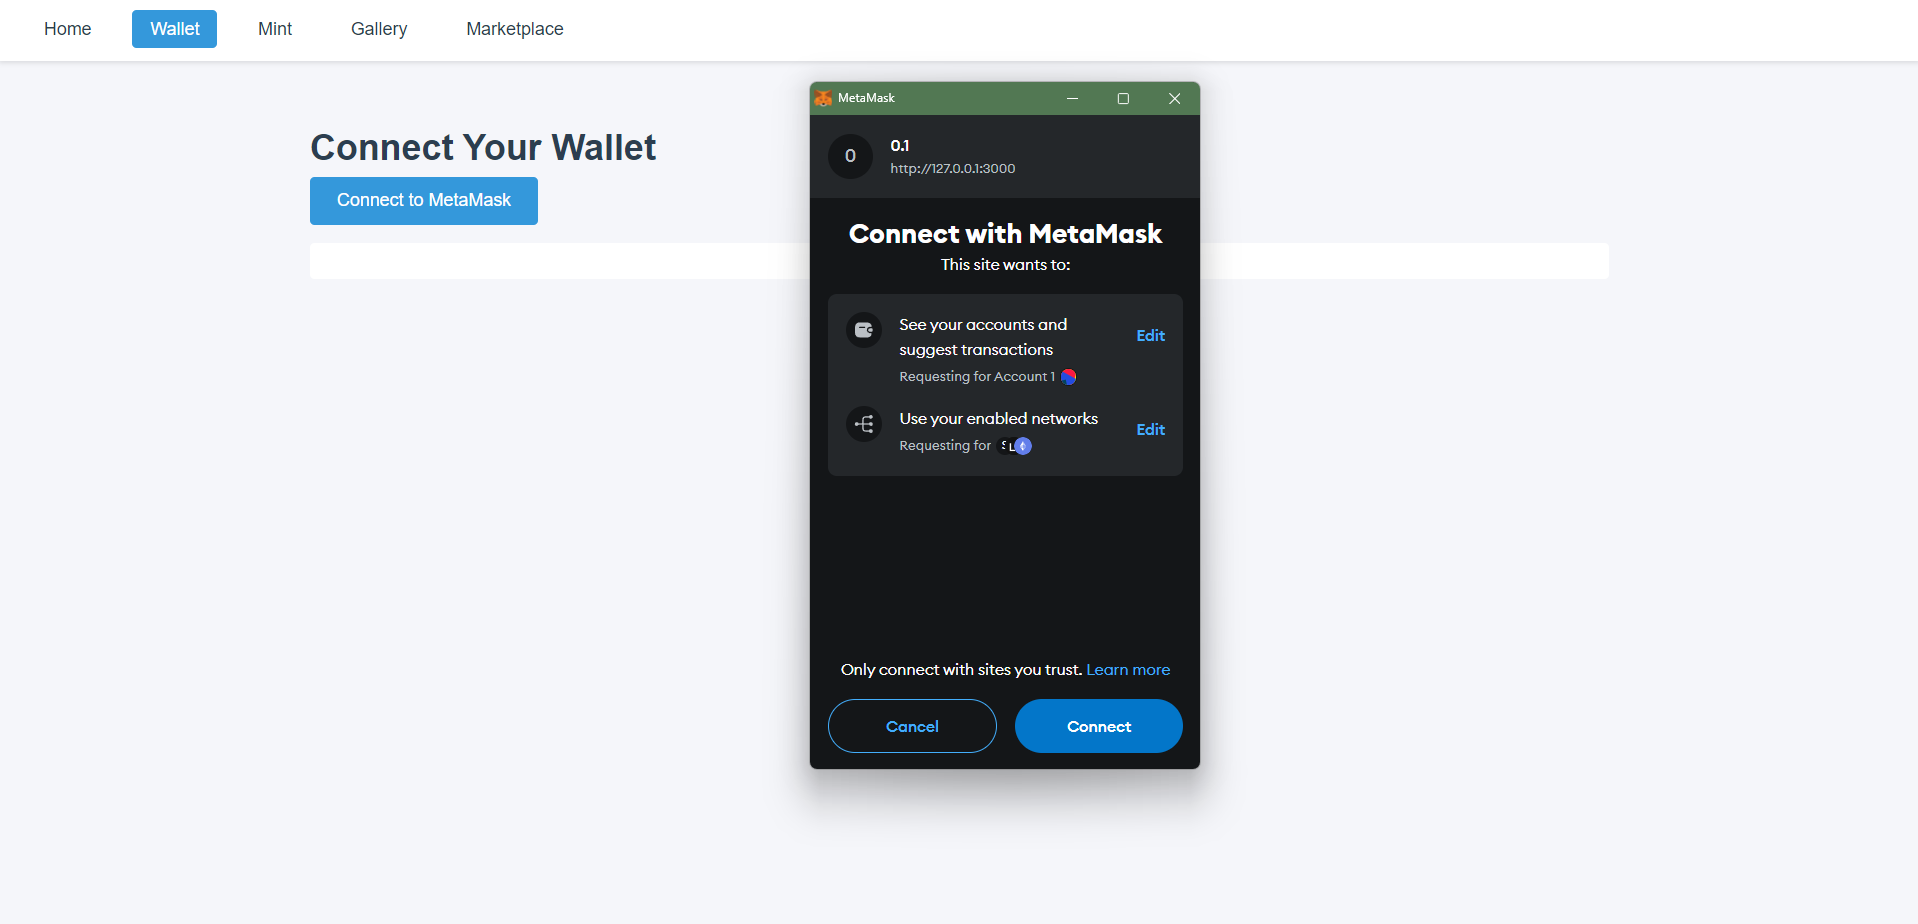 Home Wallet Mint Gallery Marketplace
Connect Your Wallet
Connect to MetaMask
MetaMask
0
0.1
http://127.0.0.1:3000
Connect with MetaMask
This site wants to:
See your accounts and
suggest transactions
Edit
Requesting for Account 1
Use your enabled networks
Edit
Requesting for
Only connect with sites you trust. Learn more
Cancel Connect